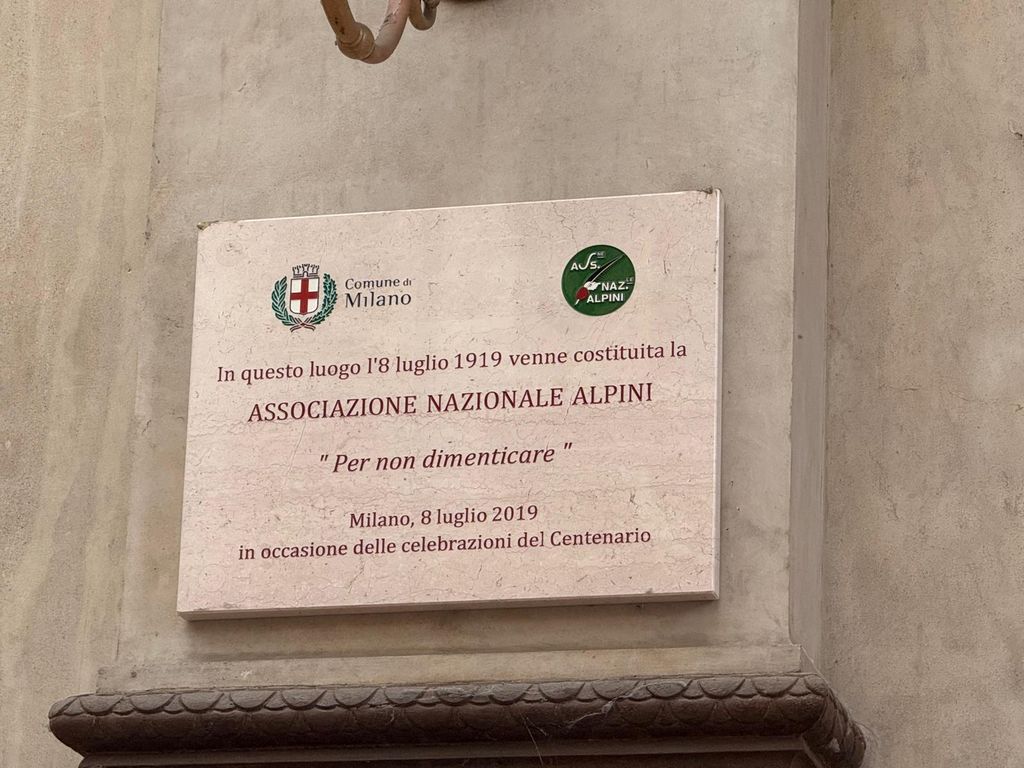 Comune di
Milano
ASS.NE
NAZ.LE
ALPINI
In questo luogo l'8 luglio 1919 venne costituita la
ASSOCIAZIONE NAZIONALE ALPINI
" Per non dimenticare "
Milano, 8 luglio 2019
in occasione delle celebrazioni del Centenario